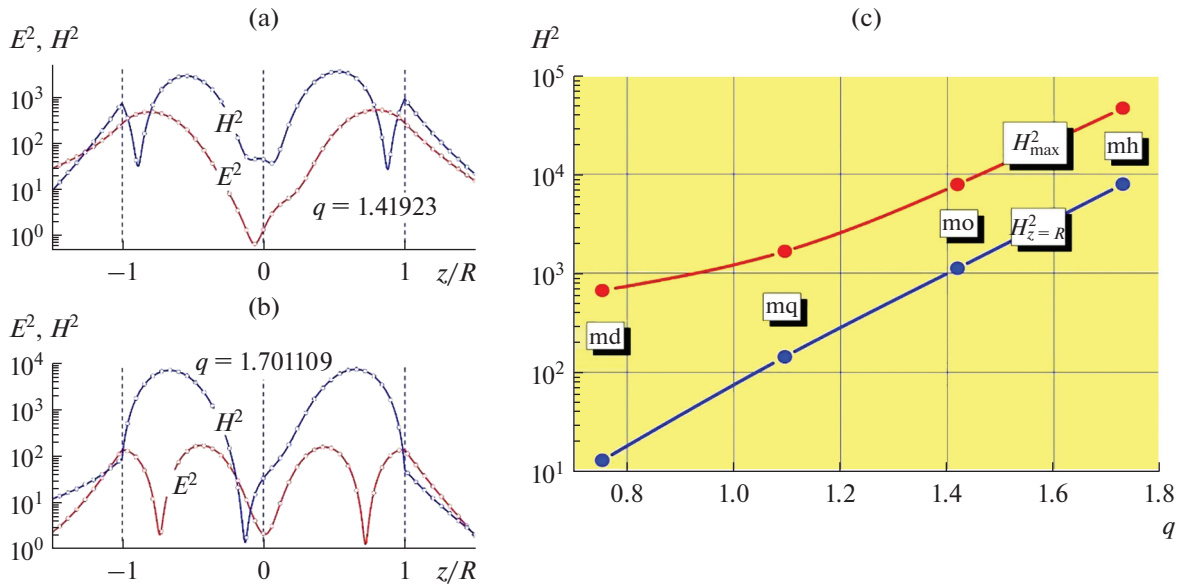 (a)
E², H²
10³
10²
10¹
10⁰
H²
E²
q = 1.41923
−1
0
1
z/R
(b)
E², H²
10⁴
10³
10²
10¹
10⁰
q = 1.701109
H²
E²
−1
0
1
z/R
(c)
H²
10⁵
10⁴
10³
10²
10¹
H²max
mh
mo
H²z = R
mq
md
0.8
1.0
1.2
1.4
1.6
1.8
q